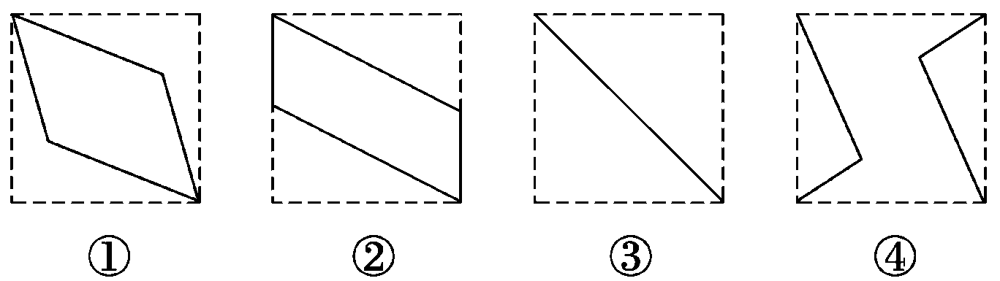 ① ② ③ ④